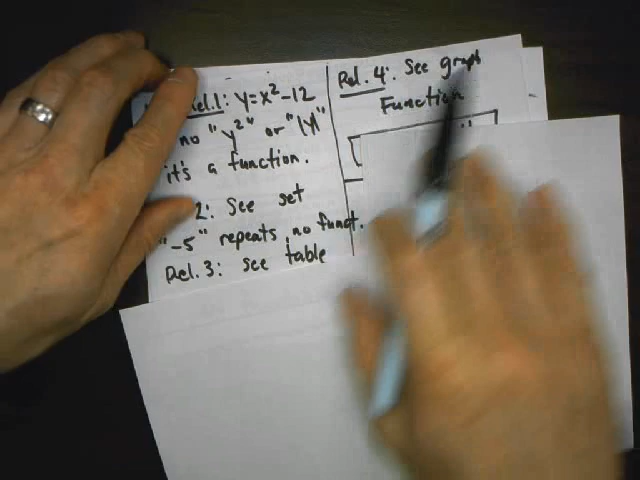 Rel.1: y=x²-12
no "y²" or "|y|"
it's a function.
2: See set
"-5" repeats, no funct.
Rel. 3: see table
Rel. 4: See graph
Function